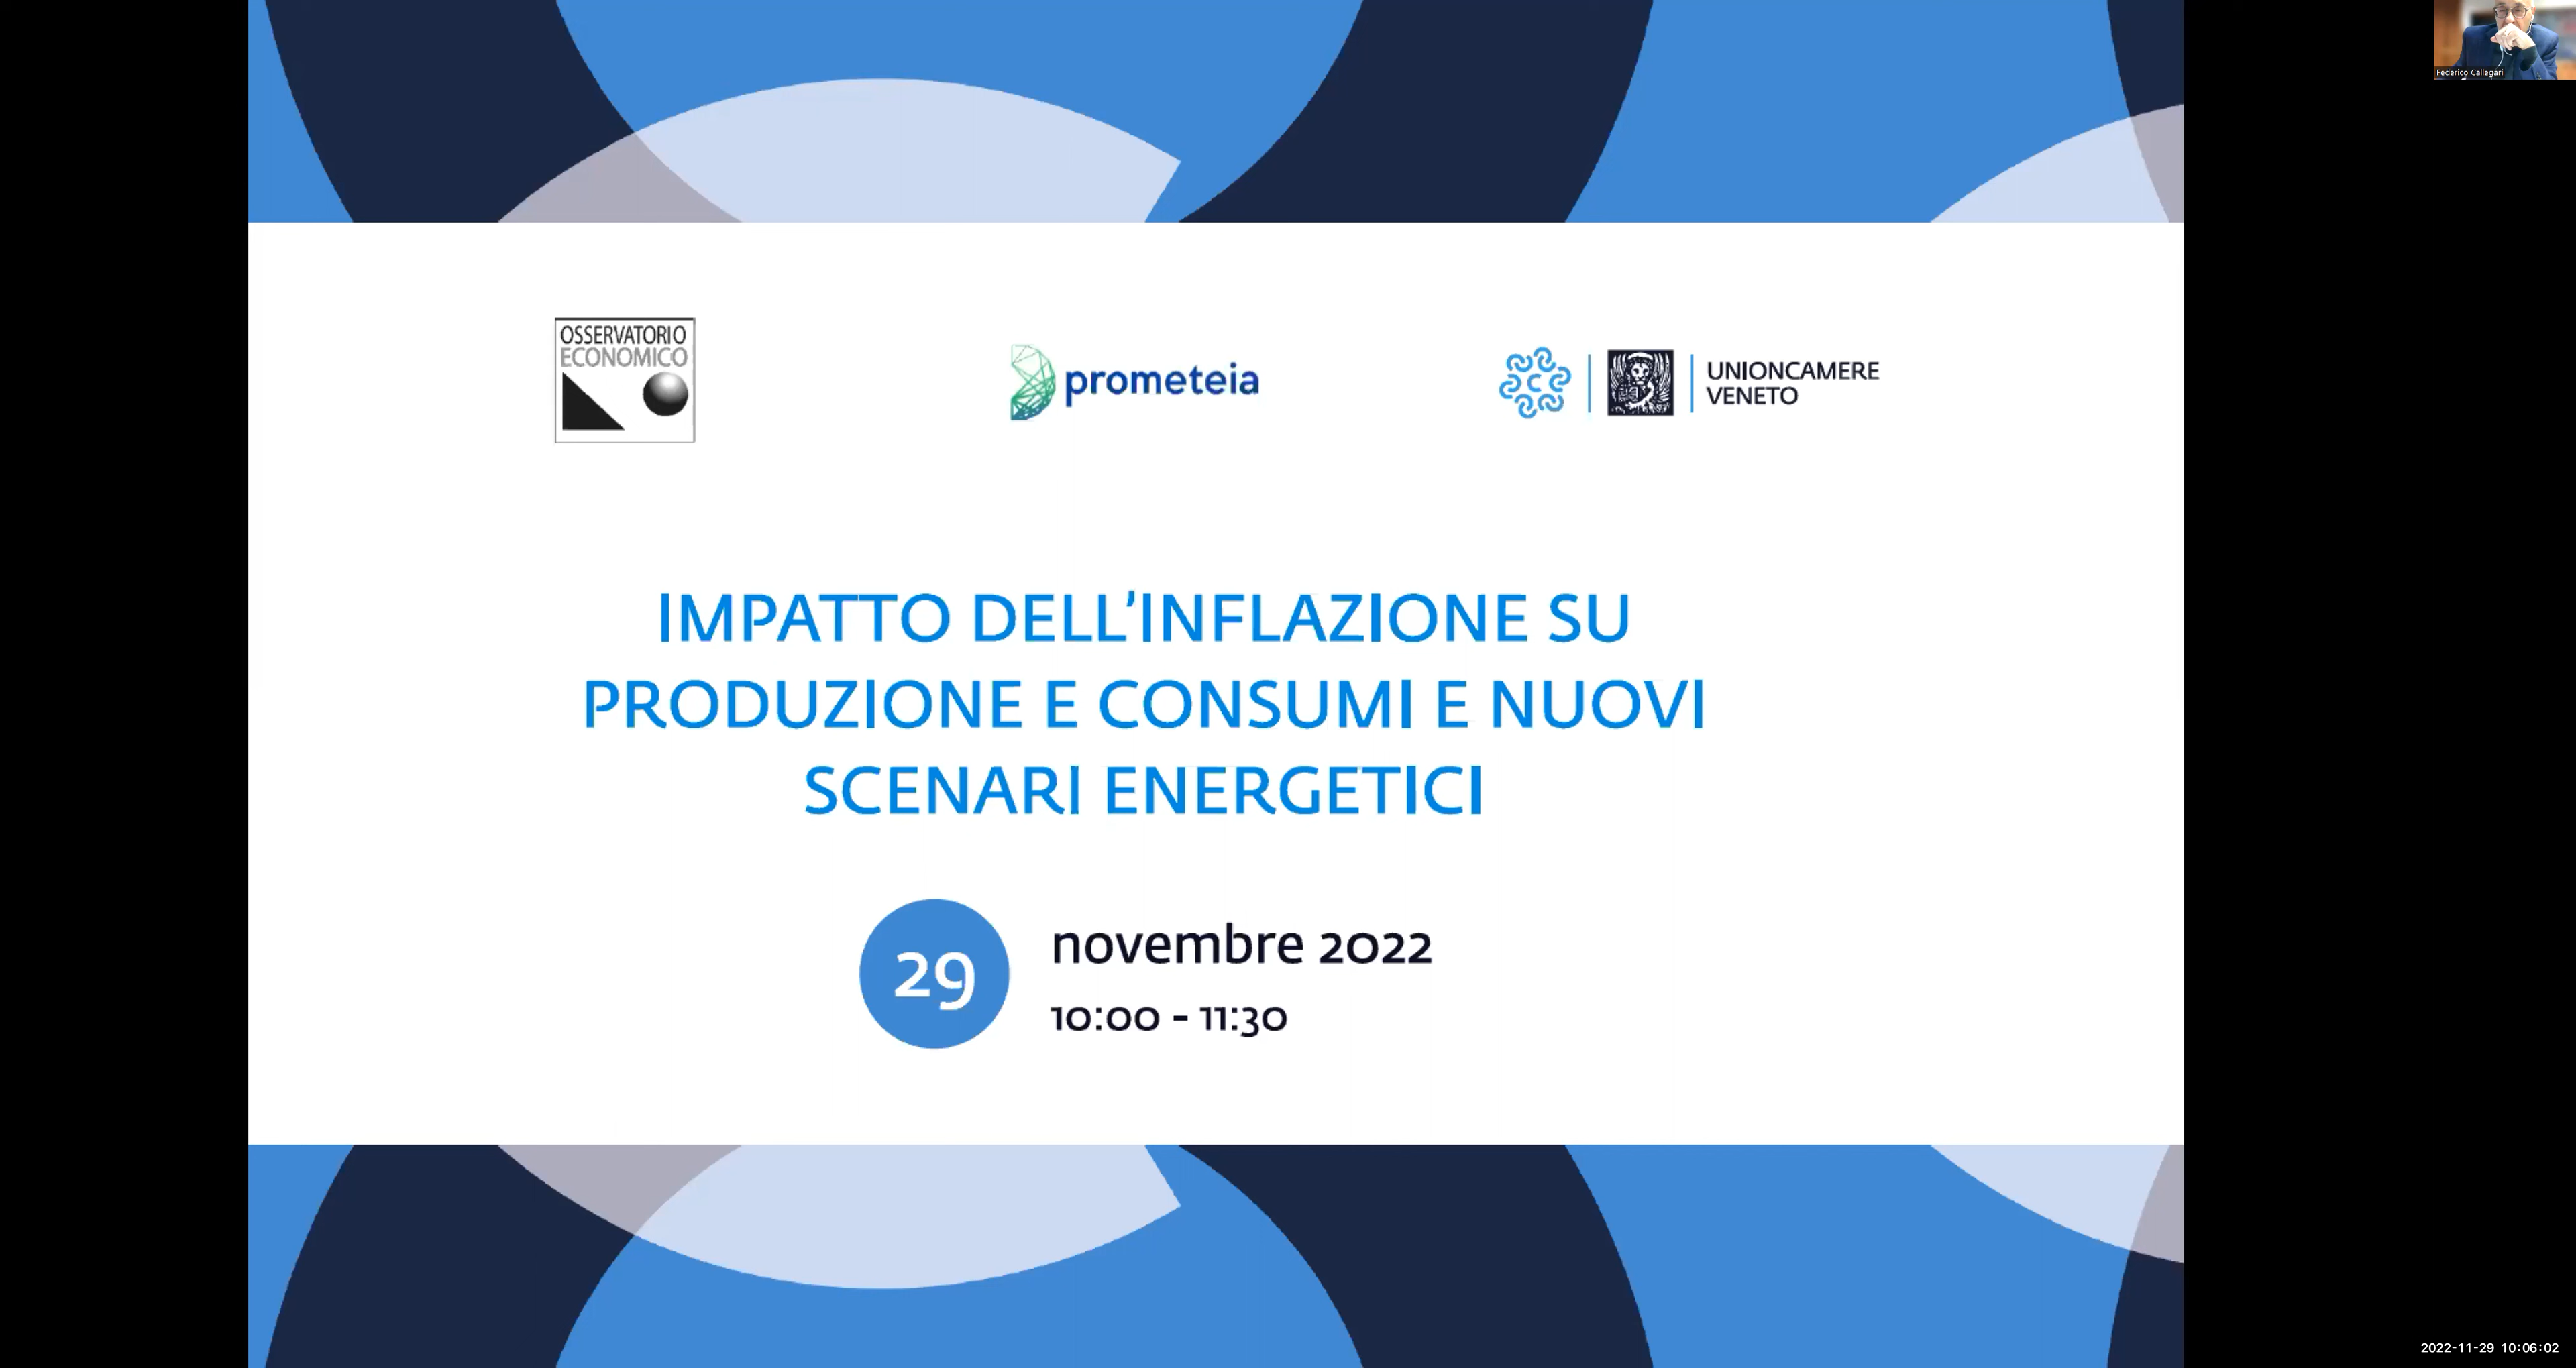 Federico Callegari
OSSERVATORIO
ECONOMICO
prometeia
UNIONCAMERE
VENETO
IMPATTO DELL’INFLAZIONE SU
PRODUZIONE E CONSUMI E NUOVI
SCENARI ENERGETICI
29
novembre 2022
10:00 - 11:30
2022-11-29 10:06:02